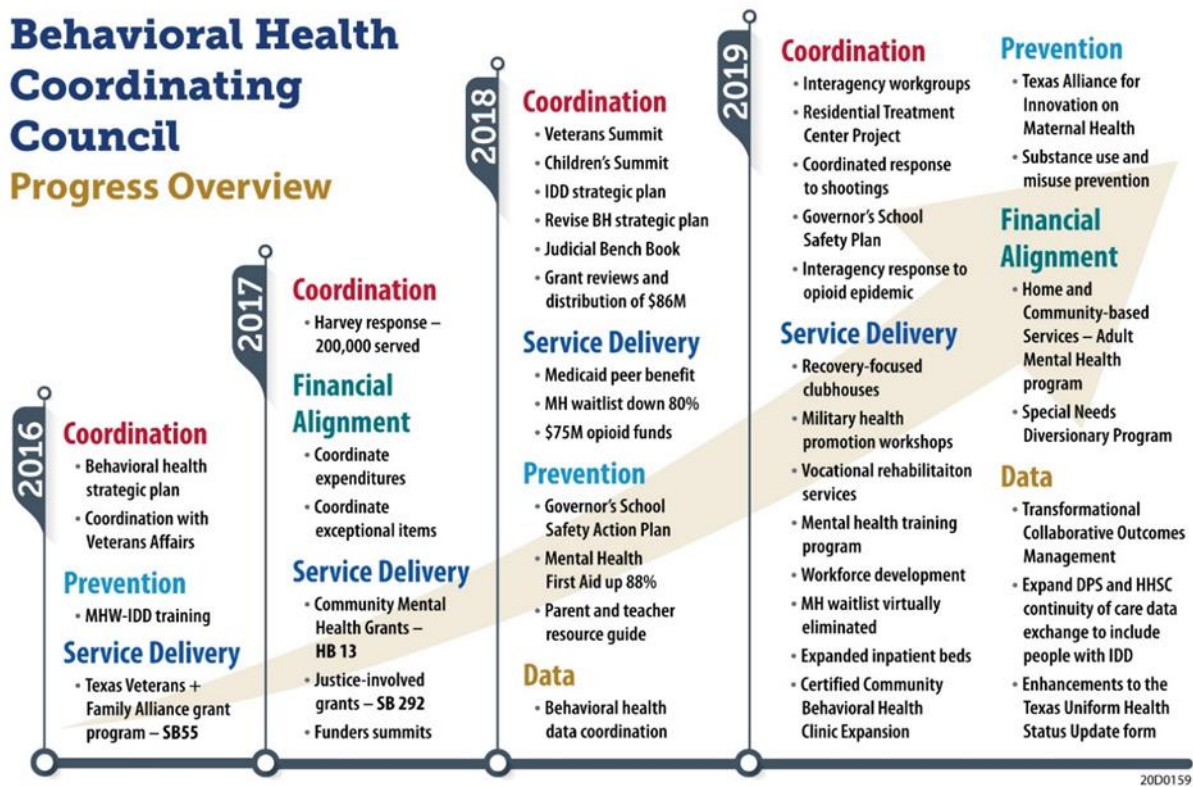 Behavioral Health
Coordinating
Council
Progress Overview
2016
Coordination
• Behavioral health
strategic plan
• Coordination with
Veterans Affairs
Prevention
• MHW-IDD training
Service Delivery
• Texas Veterans +
Family Alliance grant
program – SB55
2017
Coordination
• Harvey response –
200,000 served
Financial
Alignment
• Coordinate
expenditures
• Coordinate
exceptional items
Service Delivery
• Community Mental
Health Grants –
HB 13
• Justice-involved
grants – SB 292
• Funders summits
2018
Coordination
• Veterans Summit
• Children's Summit
• IDD strategic plan
• Revise BH strategic plan
• Judicial Bench Book
• Grant reviews and
distribution of $86M
Service Delivery
• Medicaid peer benefit
• MH waitlist down 80%
• $75M opioid funds
Prevention
• Governor's School
Safety Action Plan
• Mental Health
First Aid up 88%
• Parent and teacher
resource guide
Data
• Behavioral health
data coordination
2019
Coordination
• Interagency workgroups
• Residential Treatment
Center Project
• Coordinated response
to shootings
• Governor's School
Safety Plan
• Interagency response to
opioid epidemic
Service Delivery
• Recovery-focused
clubhouses
• Military health
promotion workshops
• Vocational rehabilitaiton
services
• Mental health training
program
• Workforce development
• MH waitlist virtually
eliminated
• Expanded inpatient beds
• Certified Community
Behavioral Health
Clinic Expansion
Prevention
• Texas Alliance for
Innovation on
Maternal Health
• Substance use and
misuse prevention
Financial
Alignment
• Home and
Community-based
Services – Adult
Mental Health
program
• Special Needs
Diversionary Program
Data
• Transformational
Collaborative Outcomes
Management
• Expand DPS and HHSC
continuity of care data
exchange to include
people with IDD
• Enhancements to the
Texas Uniform Health
Status Update form
20D0159